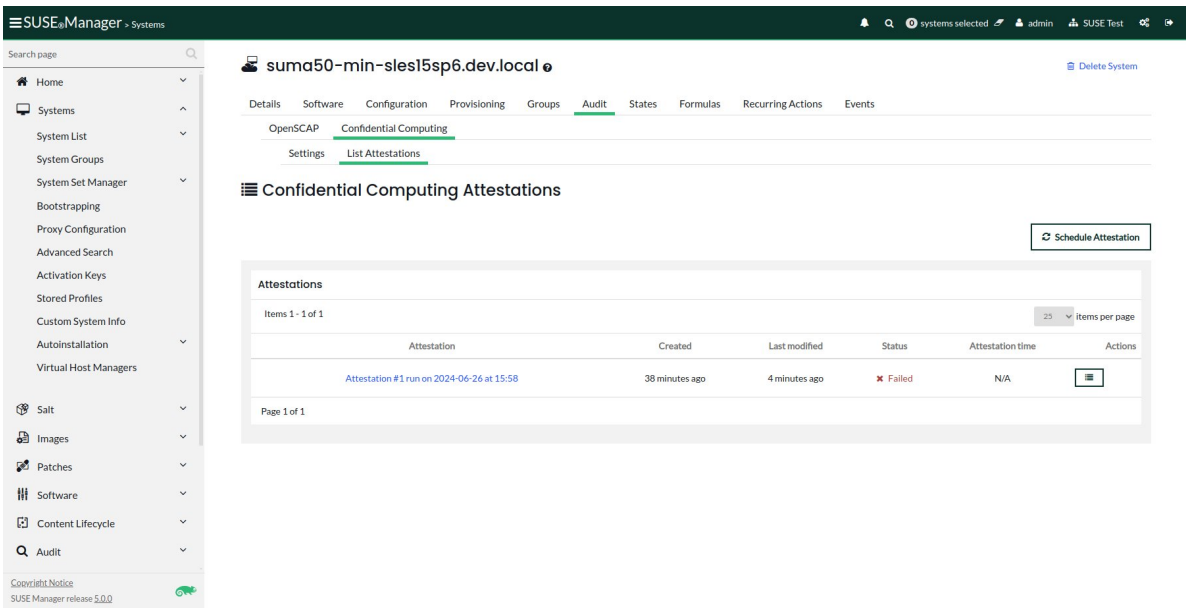 SUSE®Manager > Systems
0 systems selected admin SUSE Test
Search page
Home
Systems
System List
System Groups
System Set Manager
Bootstrapping
Proxy Configuration
Advanced Search
Activation Keys
Stored Profiles
Custom System Info
Autoinstallation
Virtual Host Managers
Salt
Images
Patches
Software
Content Lifecycle
Audit
Copyright Notice
SUSE Manager release 5.0.0
suma50-min-sles15sp6.dev.local
Delete System
Details Software Configuration Provisioning Groups Audit States Formulas Recurring Actions Events
OpenSCAP Confidential Computing
Settings List Attestations
Confidential Computing Attestations
Schedule Attestation
Attestations
Items 1 - 1 of 1 25 items per page
Attestation Created Last modified Status Attestation time Actions
Attestation #1 run on 2024-06-26 at 15:58 38 minutes ago 4 minutes ago Failed N/A
Page 1 of 1